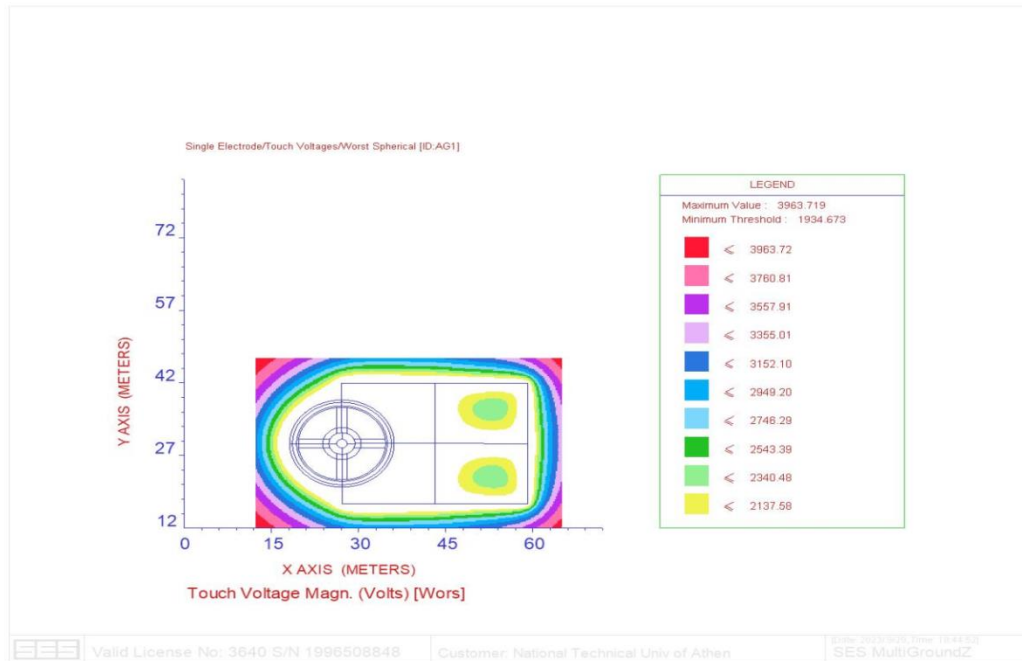 Single Electrode/Touch Voltages/Worst Spherical [ID:AG1]
LEGEND
Maximum Value : 3963.719
Minimum Threshold : 1934.673
⩽ 3963.72
⩽ 3760.81
⩽ 3557.91
⩽ 3355.01
⩽ 3152.10
⩽ 2949.20
⩽ 2746.29
⩽ 2543.39
⩽ 2340.48
⩽ 2137.58
Y AXIS (METERS)
72
57
42
27
12
0 15 30 45 60
X AXIS (METERS)
Touch Voltage Magn. (Volts) [Wors]
SES
Valid License No: 3640 S/N 1996508848
Customer: National Technical Univ of Athen
SES MultiGroundZ